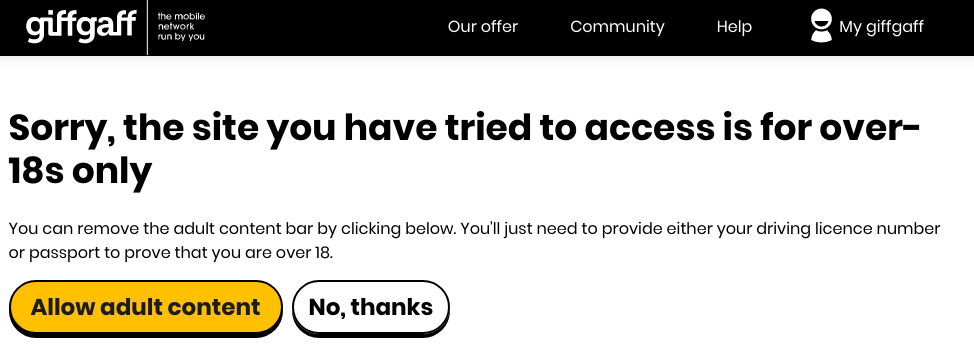 giffgaff
the mobile
network
run by you
Our offer
Community
Help
My giffgaff
Sorry, the site you have tried to access is for over-
18s only
You can remove the adult content bar by clicking below. You'll just need to provide either your driving licence number
or passport to prove that you are over 18.
Allow adult content
No, thanks